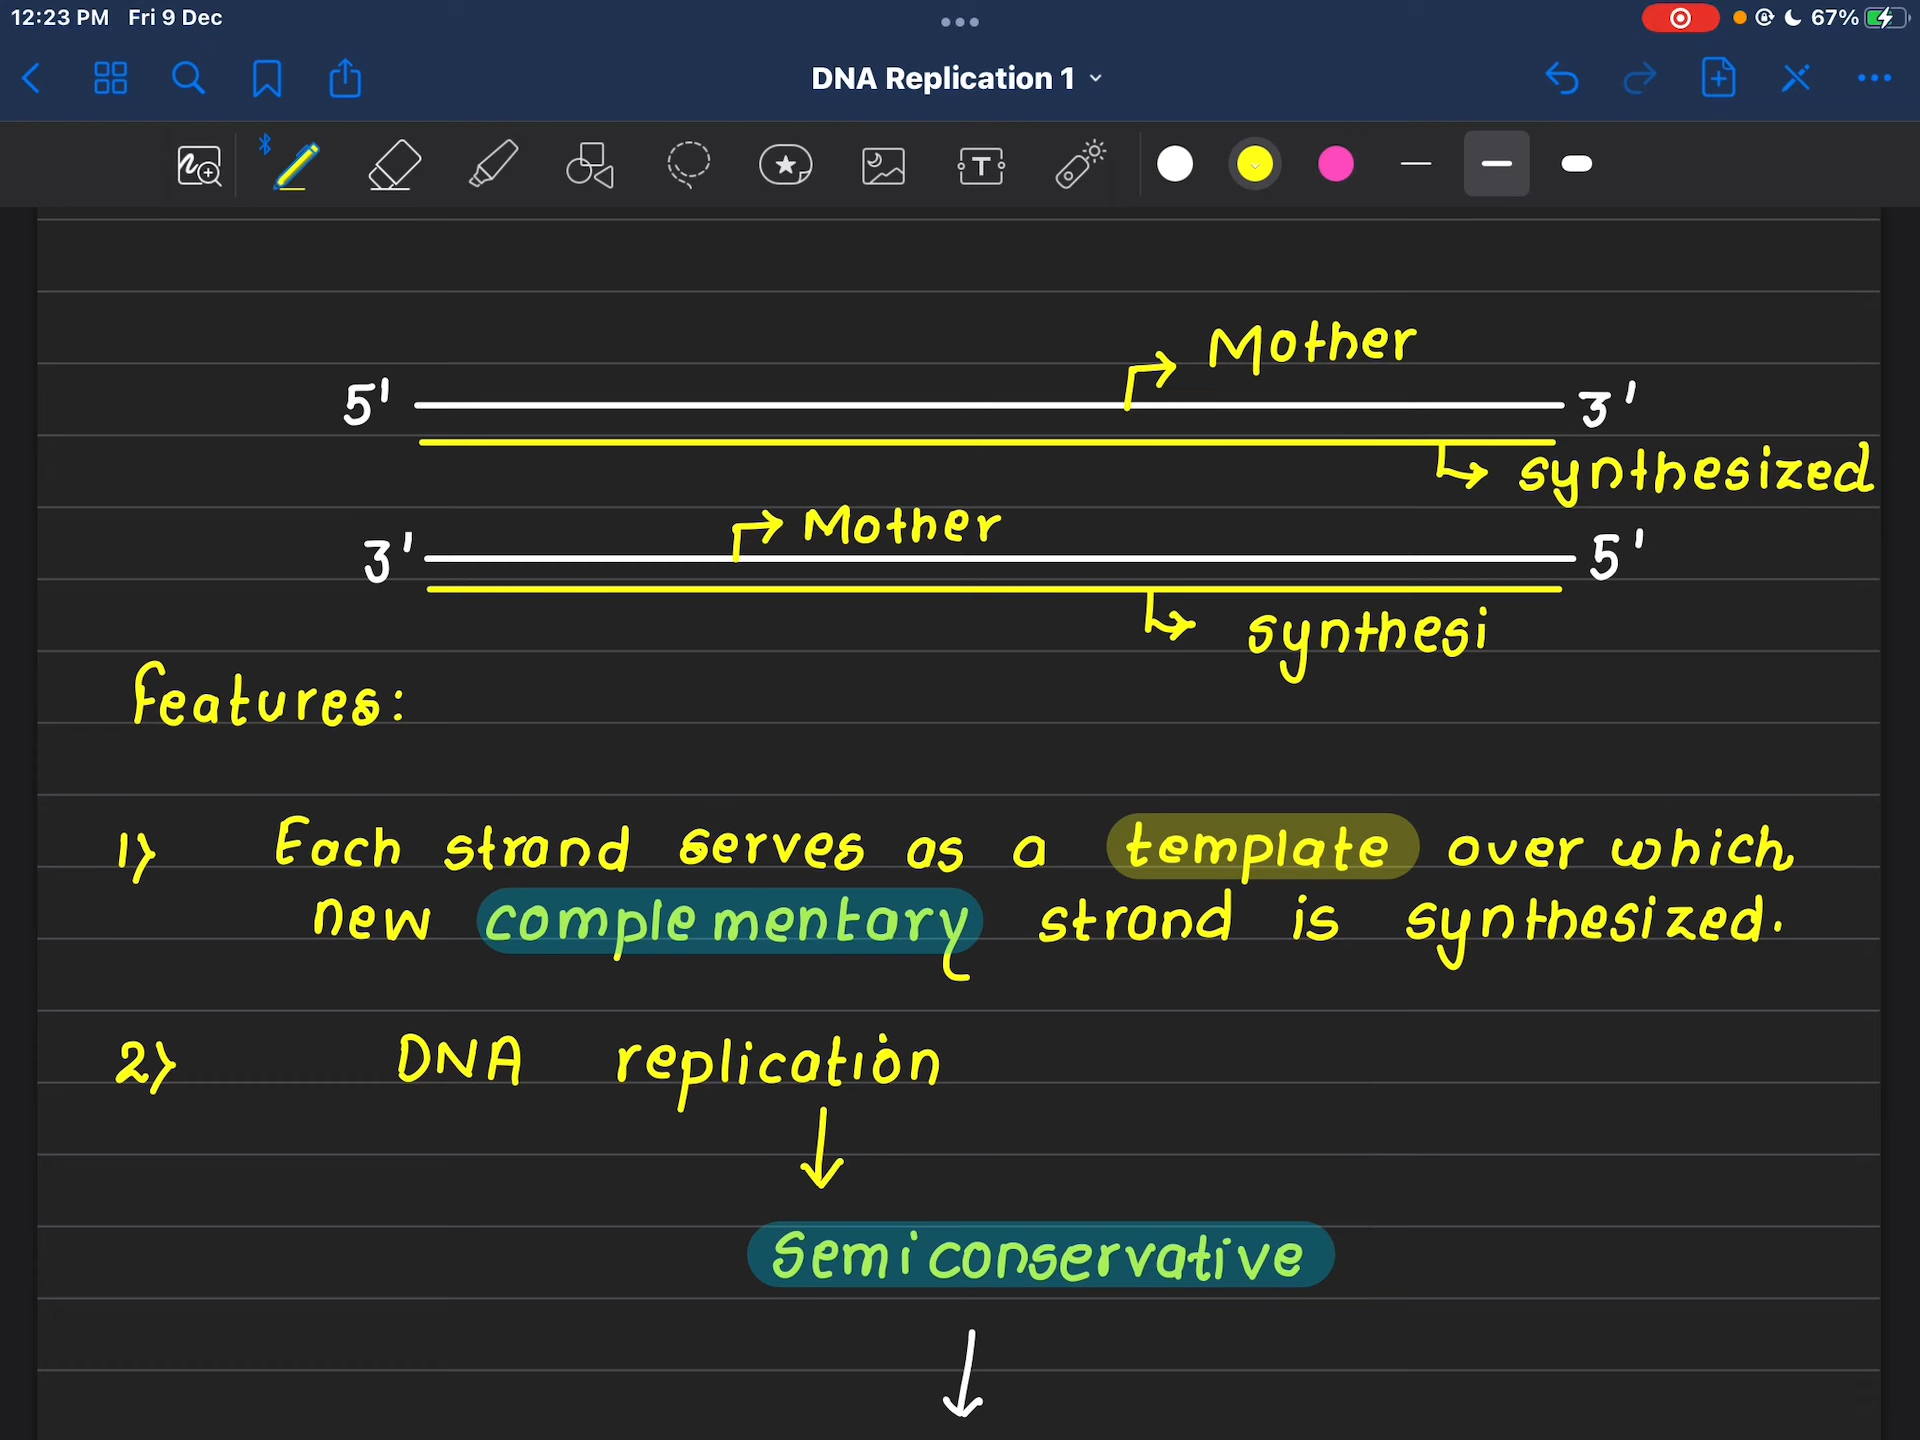 12:23 PM Fri 9 Dec
67%
DNA Replication 1
T
Mother
5' 3'
synthesized
Mother
3' 5'
synthesi
Features:
1) Each strand serves as a template over which
new complementary strand is synthesized.
2) DNA replication
Semiconservative